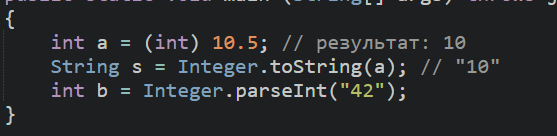 public static void main (String[] args) throws j
{
int a = (int) 10.5; // результат: 10
String s = Integer.toString(a); // "10"
int b = Integer.parseInt("42");
}